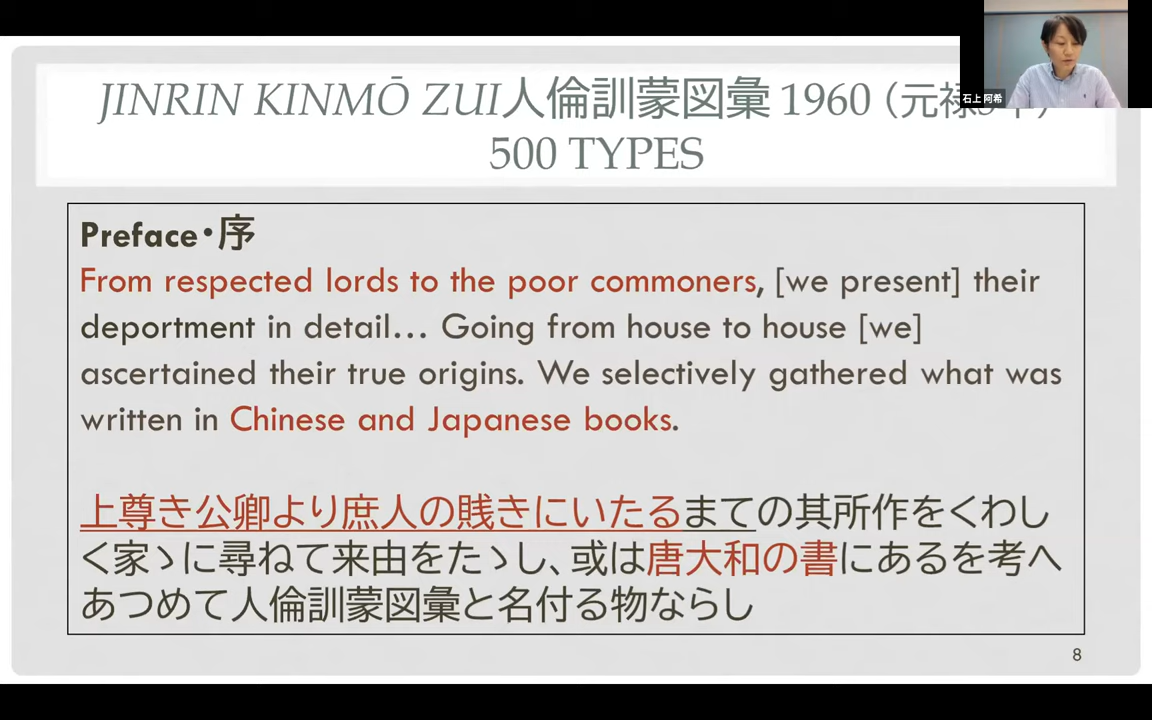 JINRIN KINMŌ ZUI人倫訓蒙図彙 1960 (元禄3年)
石上 阿希
500 TYPES
Preface・序
From respected lords to the poor commoners, [we present] their
deportment in detail… Going from house to house [we]
ascertained their true origins. We selectively gathered what was
written in Chinese and Japanese books.
上尊き公卿より庶人の賎きにいたるまての其所作をくわし
く家ゝに尋ねて来由をたゝし、或は唐大和の書にあるを考へ
あつめて人倫訓蒙図彙と名付る物ならし
8